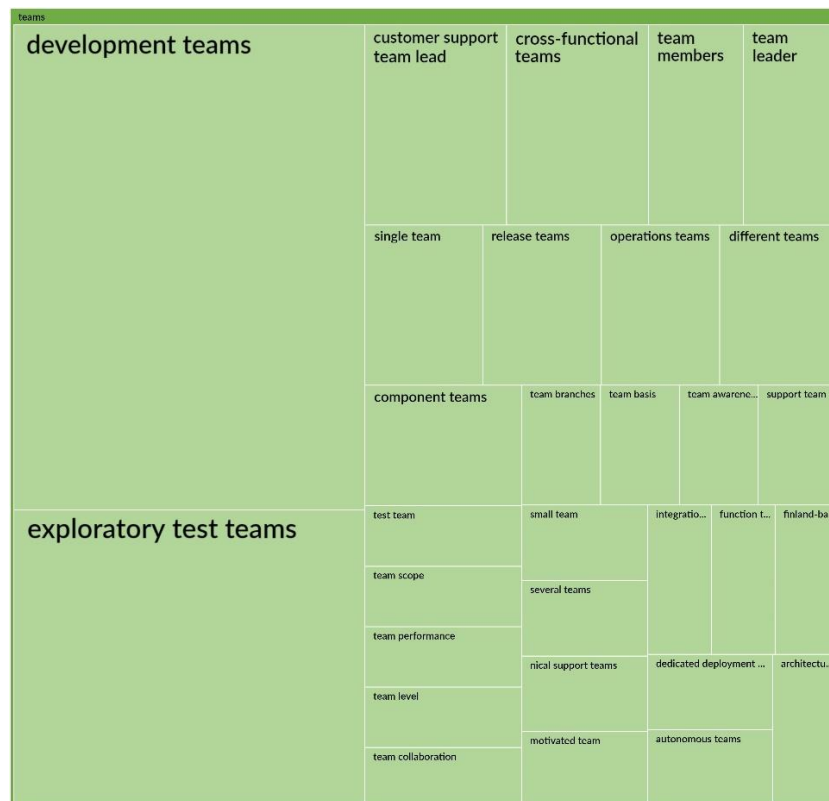 teams
development teams
customer support
team lead
cross-functional
teams
team
members
team
leader
single team
release teams
operations teams
different teams
component teams
team branches
team basis
team awarene...
support team
exploratory test teams
test team
small team
integratio...
function t...
finland-ba
team scope
several teams
team performance
nical support teams
dedicated deployment ...
architectu..
team level
motivated team
autonomous teams
team collaboration